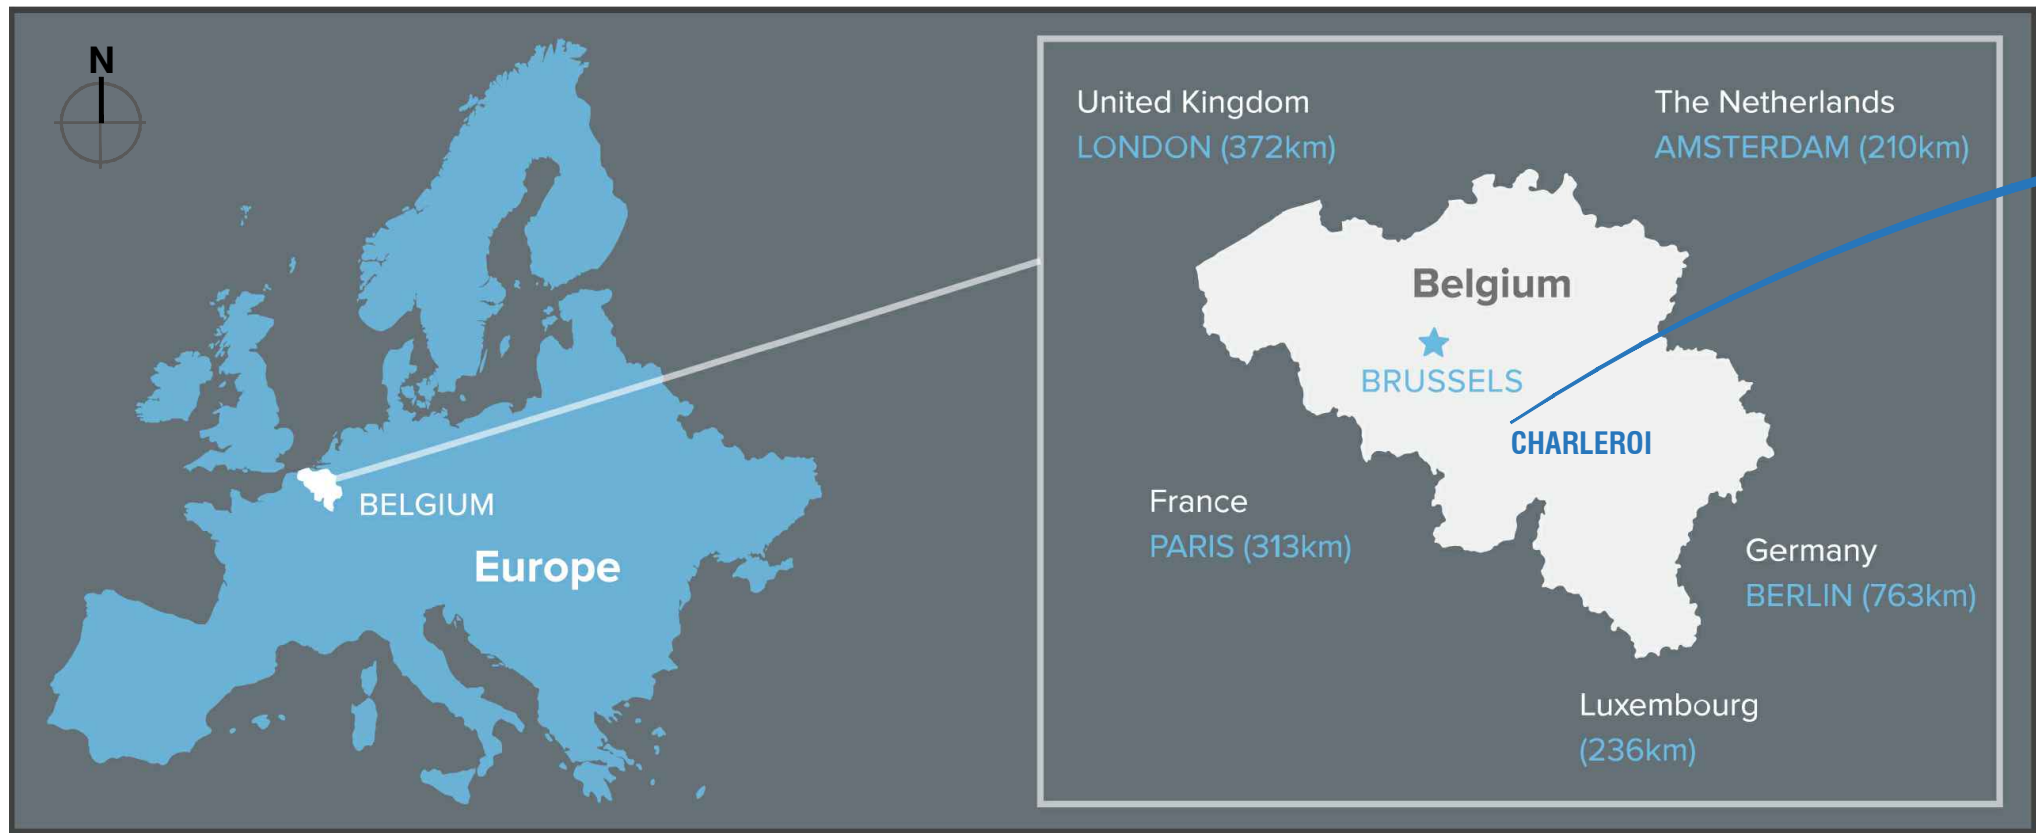 N
BELGIUM
Europe
United Kingdom
LONDON (372km)
The Netherlands
AMSTERDAM (210km)
Belgium
BRUSSELS
CHARLEROI
France
PARIS (313km)
Germany
BERLIN (763km)
Luxembourg
(236km)